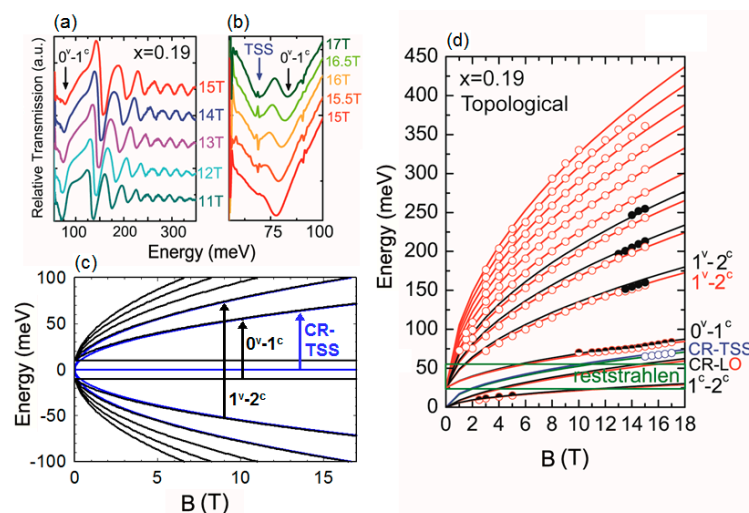 (a)
x=0.19
0ᵛ-1ᶜ
15T
14T
13T
12T
11T
Relative Transmission (a.u.)
100 200 300
Energy (meV)
(b)
TSS 0ᵛ-1ᶜ
17T
16.5T
16T
15.5T
15T
75 100
(c)
100
50
0
-50
-100
Energy (meV)
0ᵛ-1ᶜ
CR-
TSS
1ᵛ-2ᶜ
0 5 10 15
B (T)
(d)
x=0.19
Topological
450
400
350
300
250
200
150
100
50
0
Energy (meV)
1ᵛ-2ᶜ
1ᵛ-2ᶜ
0ᵛ-1ᶜ
CR-TSS
CR-LO
reststrahlen
1ᶜ-2ᶜ
0 2 4 6 8 10 12 14 16 18
B (T)